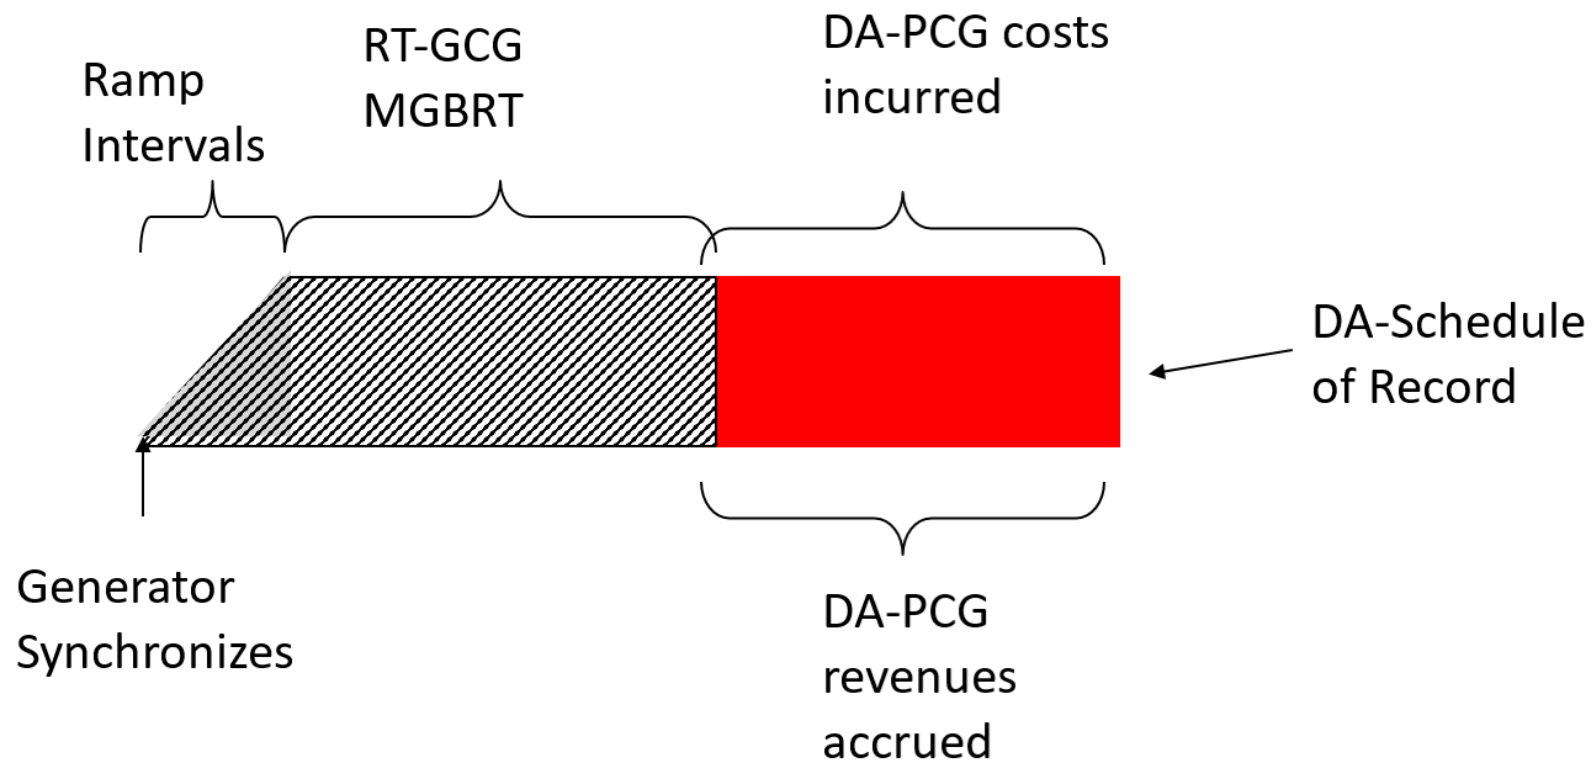 Ramp
Intervals
RT-GCG
MGBRT
DA-PCG costs
incurred
DA-Schedule
of Record
Generator
Synchronizes
DA-PCG
revenues
accrued